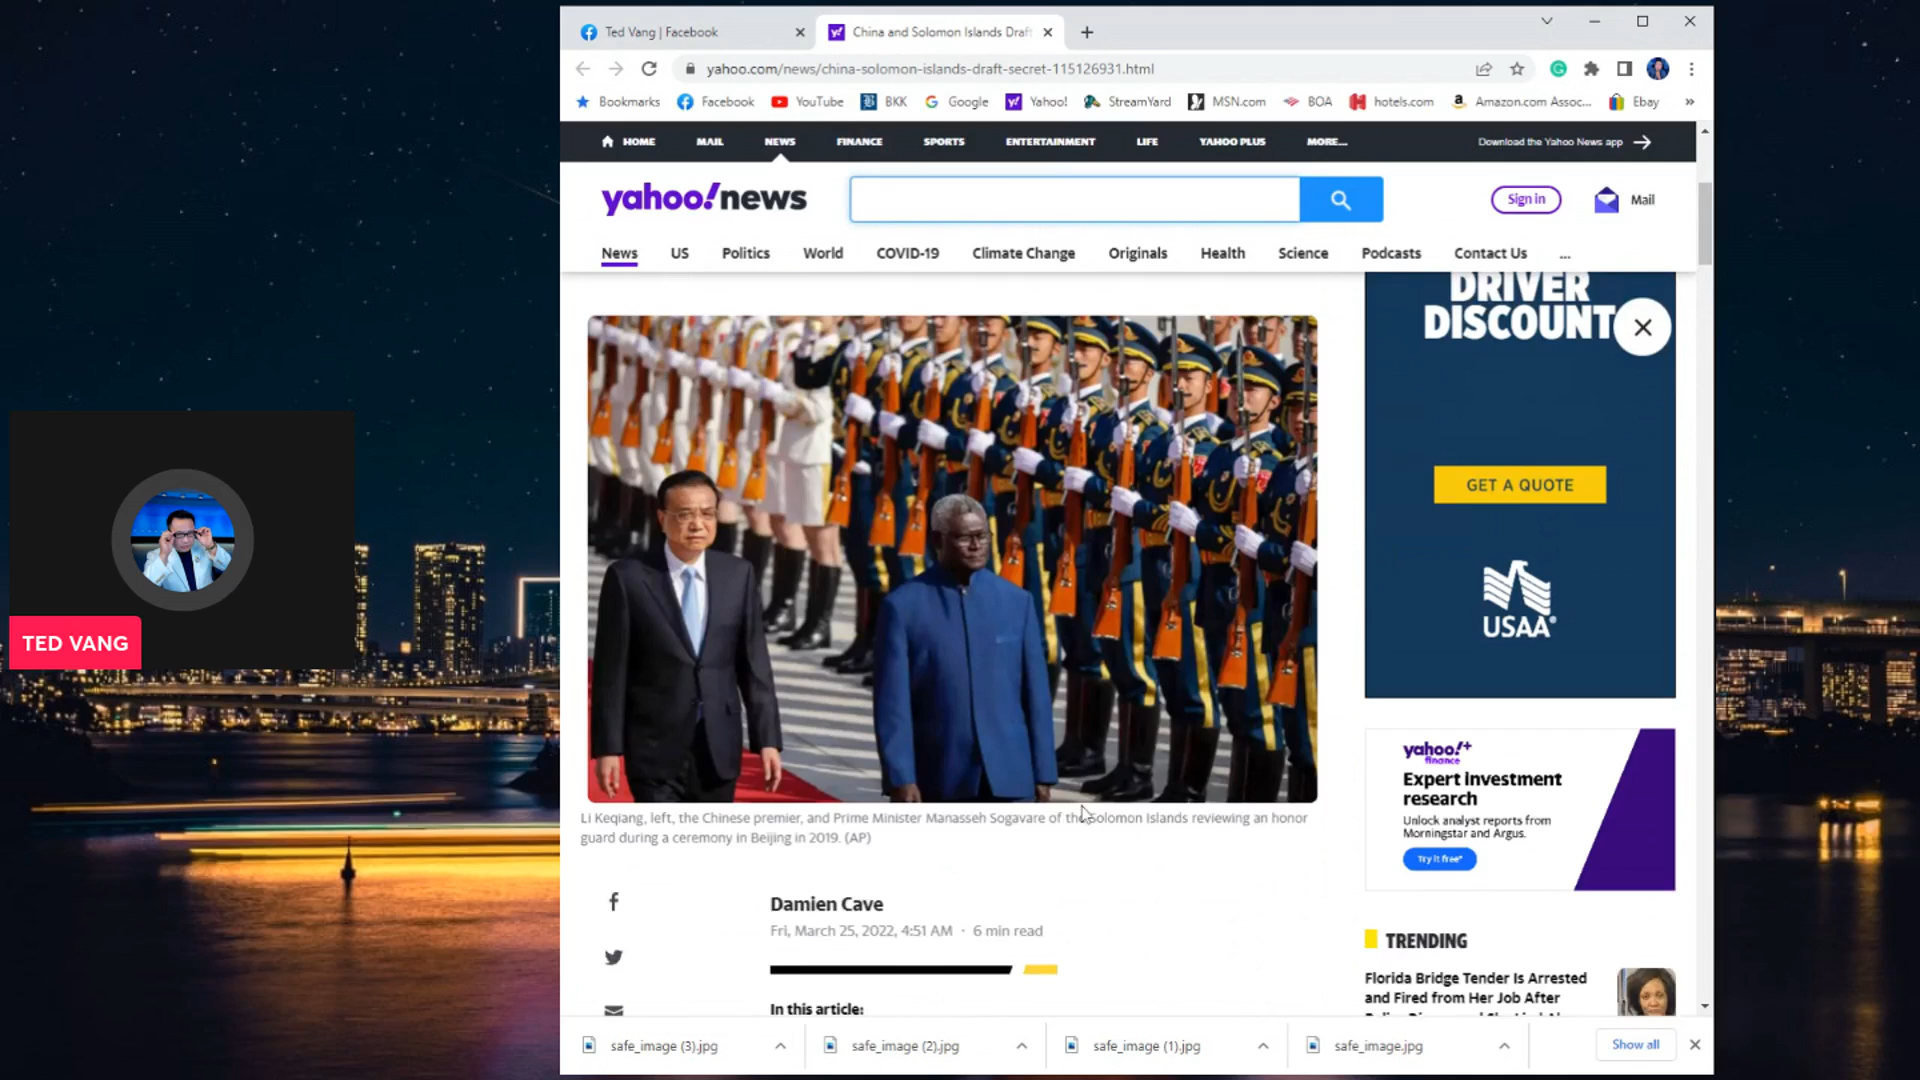 Ted Vang | Facebook
China and Solomon Islands Draft
yahoo.com/news/china-solomon-islands-draft-secret-115126931.html
Bookmarks
Facebook
YouTube
BKK
Google
Yahoo!
StreamYard
MSN.com
BOA
hotels.com
Amazon.com Assoc...
Ebay
»
HOME
MAIL
NEWS
FINANCE
SPORTS
ENTERTAINMENT
LIFE
YAHOO PLUS
MORE...
Download the Yahoo News app
yahoo!news
Sign in
Mail
News
US
Politics
World
COVID-19
Climate Change
Originals
Health
Science
Podcasts
Contact Us
...
DRIVER
DISCOUNT
GET A QUOTE
USAA®
TED VANG
Li Keqiang, left, the Chinese premier, and Prime Minister Manasseh Sogavare of the Solomon Islands reviewing an honor
guard during a ceremony in Beijing in 2019. (AP)
yahoo!+
finance
Expert investment
research
Unlock analyst reports from
Morningstar and Argus.
Try it free*
Damien Cave
Fri, March 25, 2022, 4:51 AM · 6 min read
In this article:
TRENDING
Florida Bridge Tender Is Arrested
and Fired from Her Job After
safe_image (3).jpg
safe_image (2).jpg
safe_image (1).jpg
safe_image.jpg
Show all